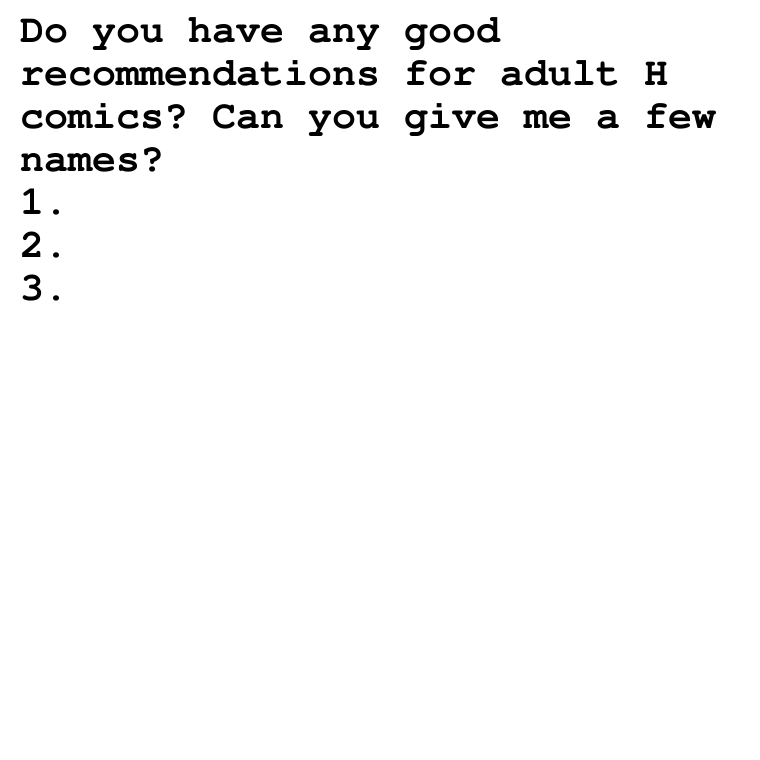 Do you have any good
recommendations for adult H
comics? Can you give me a few
names?
1.
2.
3.